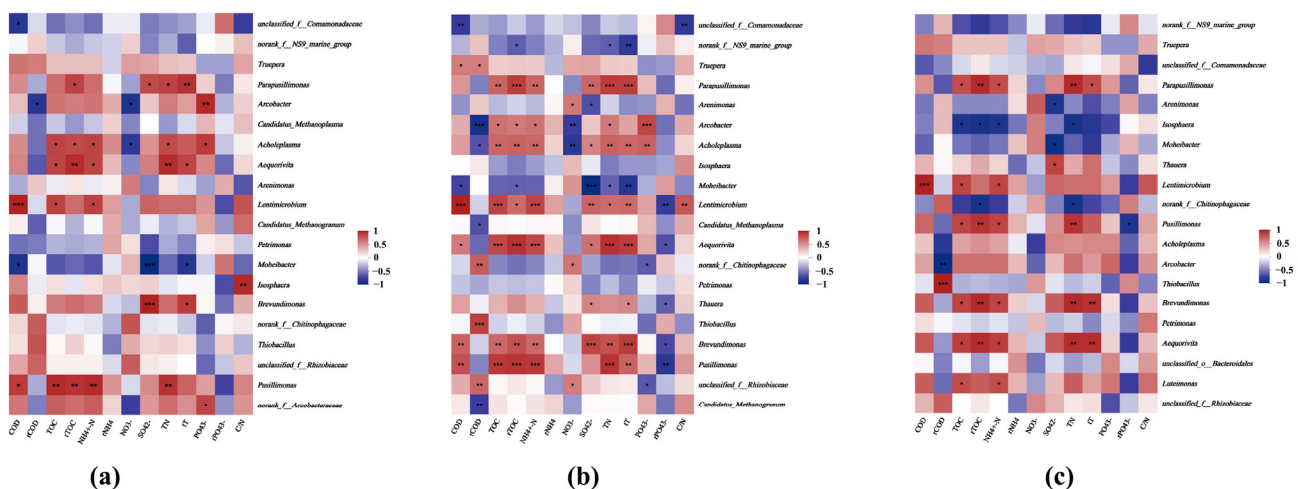 unclassified_f__Comamonadaceae
norank_f__NS9_marine_group
Truepera
Parapusillimonas
Arcobacter
Candidatus_Methanoplasma
Acholeplasma
Aequorivita
Arenimonas
Lentimicrobium
Candidatus_Methanogranum
Petrimonas
Moheibacter
Isosphaera
Brevundimonas
norank_f__Chitinophagaceae
Thiobacillus
unclassified_f__Rhizobiaceae
Pusillimonas
norank_f__Arcobacteraceae
COD rCOD TOC rTOC NH4+-N rNH4 NO3- SO42- TN rT PO43- rPO43- C/N
1
0.5
0
−0.5
−1
(a)
unclassified_f__Comamonadaceae
norank_f__NS9_marine_group
Truepera
Parapusillimonas
Arenimonas
Arcobacter
Acholeplasma
Isosphaera
Moheibacter
Lentimicrobium
Candidatus_Methanoplasma
Aequorivita
norank_f__Chitinophagaceae
Petrimonas
Thauera
Thiobacillus
Brevundimonas
Pusillimonas
unclassified_f__Rhizobiaceae
Candidatus_Methanogranum
COD rCOD TOC rTOC NH4+-N rNH4 NO3- SO42- TN rT PO43- rPO43- C/N
1
0.5
0
−0.5
−1
(b)
norank_f__NS9_marine_group
Truepera
unclassified_f__Comamonadaceae
Parapusillimonas
Arenimonas
Isosphaera
Moheibacter
Thauera
Lentimicrobium
norank_f__Chitinophagaceae
Pusillimonas
Acholeplasma
Arcobacter
Thiobacillus
Brevundimonas
Petrimonas
Aequorivita
unclassified_o__Bacteroidales
Luteimonas
unclassified_f__Rhizobiaceae
COD rCOD TOC rTOC NH4+-N rNH4 NO3- SO42- TN rT PO43- rPO43- C/N
1
0.5
0
−0.5
−1
(c)